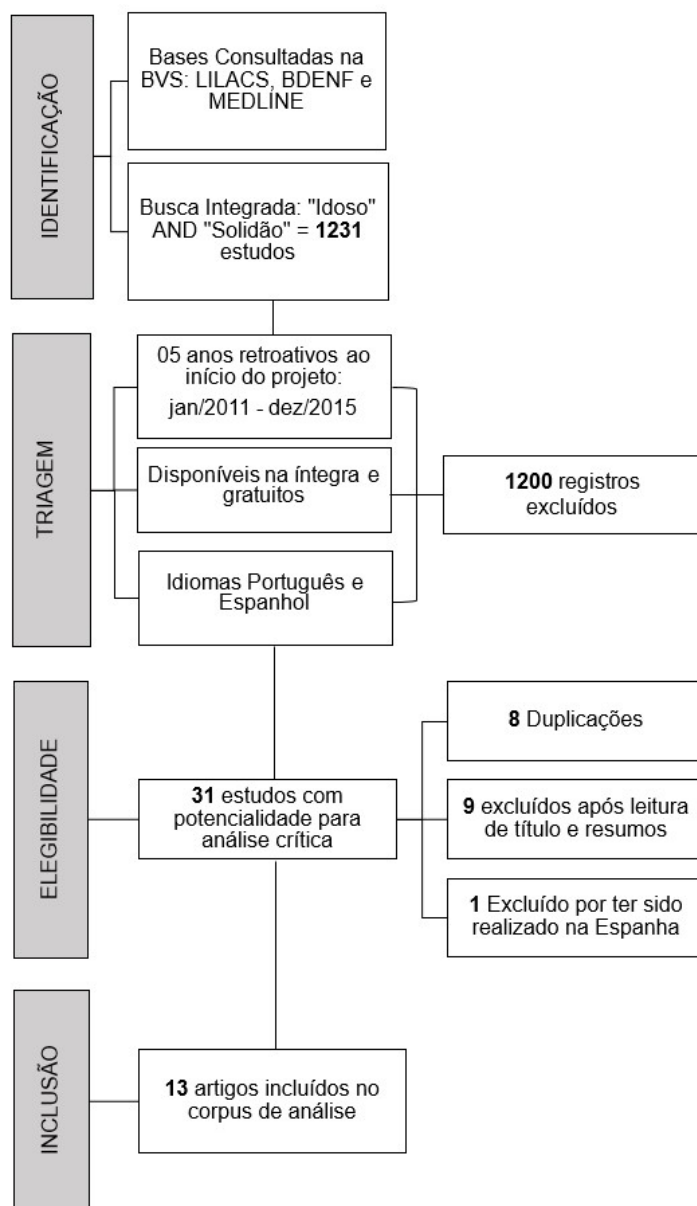 IDENTIFICAÇÃO
Bases Consultadas na
BVS: LILACS, BDENF e
MEDLINE
Busca Integrada: "Idoso"
AND "Solidão" = 1231
estudos
TRIAGEM
05 anos retroativos ao
início do projeto:
jan/2011 - dez/2015
Disponíveis na íntegra e
gratuitos
Idiomas Português e
Espanhol
1200 registros
excluídos
ELEGIBILIDADE
31 estudos com
potencialidade para
análise crítica
8 Duplicações
9 excluídos após leitura
de título e resumos
1 Excluído por ter sido
realizado na Espanha
INCLUSÃO
13 artigos incluídos no
corpus de análise